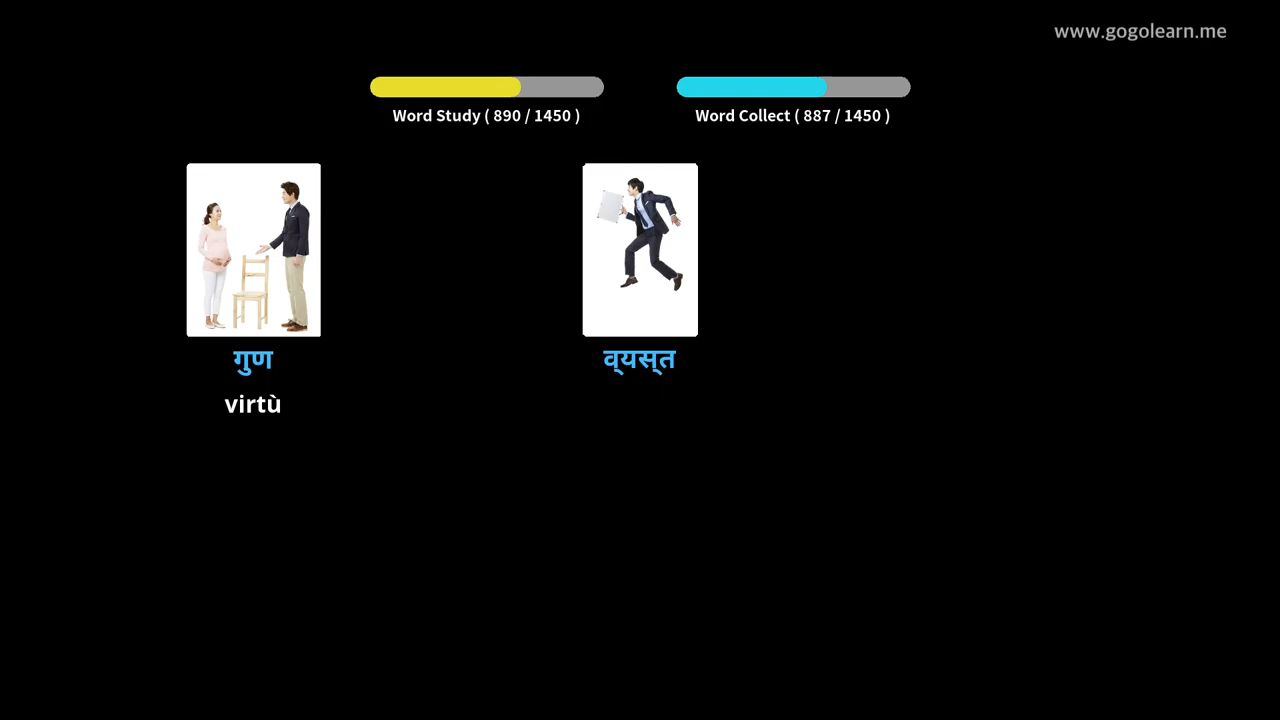 www.gogolearn.me
Word Study ( 890 / 1450 )
Word Collect ( 887 / 1450 )
गुण
व्यस्त
virtù